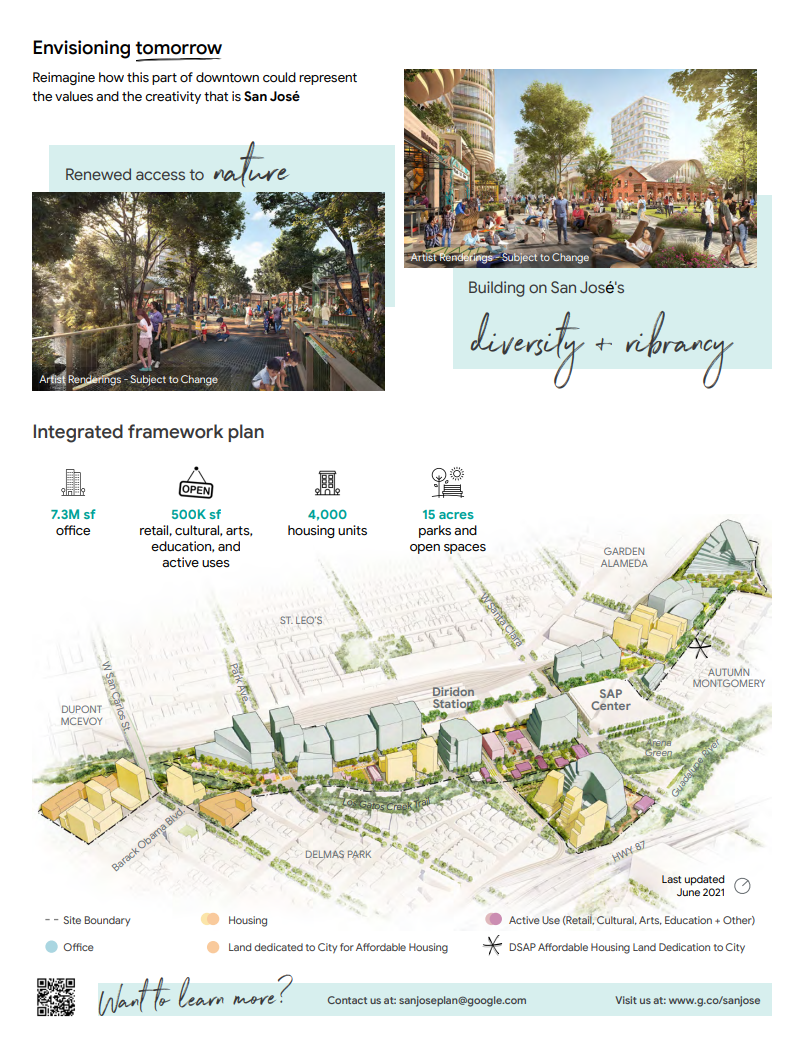 Envisioning tomorrow
Reimagine how this part of downtown could represent
the values and the creativity that is San José
Renewed access to nature
Artist Renderings - Subject to Change
Artist Renderings - Subject to Change
Building on San José's
diversity + vibrancy
Integrated framework plan
7.3M sf
office
OPEN
500K sf
retail, cultural, arts,
education, and
active uses
4,000
housing units
15 acres
parks and
open spaces
GARDEN
ALAMEDA
ST. LEO'S
W Santa Clara
AUTUMN
MONTGOMERY
W San Carlos St.
Park Ave.
Diridon
Station
SAP
Center
DUPONT
MCEVOY
Arena
Green
Guadalupe River
Los Gatos Creek Trail
Barack Obama Blvd
DELMAS PARK
HWY 87
Last updated
June 2021
Site Boundary
Housing
Active Use (Retail, Cultural, Arts, Education + Other)
Office
Land dedicated to City for Affordable Housing
DSAP Affordable Housing Land Dedication to City
Want to learn more?
Contact us at: sanjoseplan@google.com
Visit us at: www.g.co/sanjose